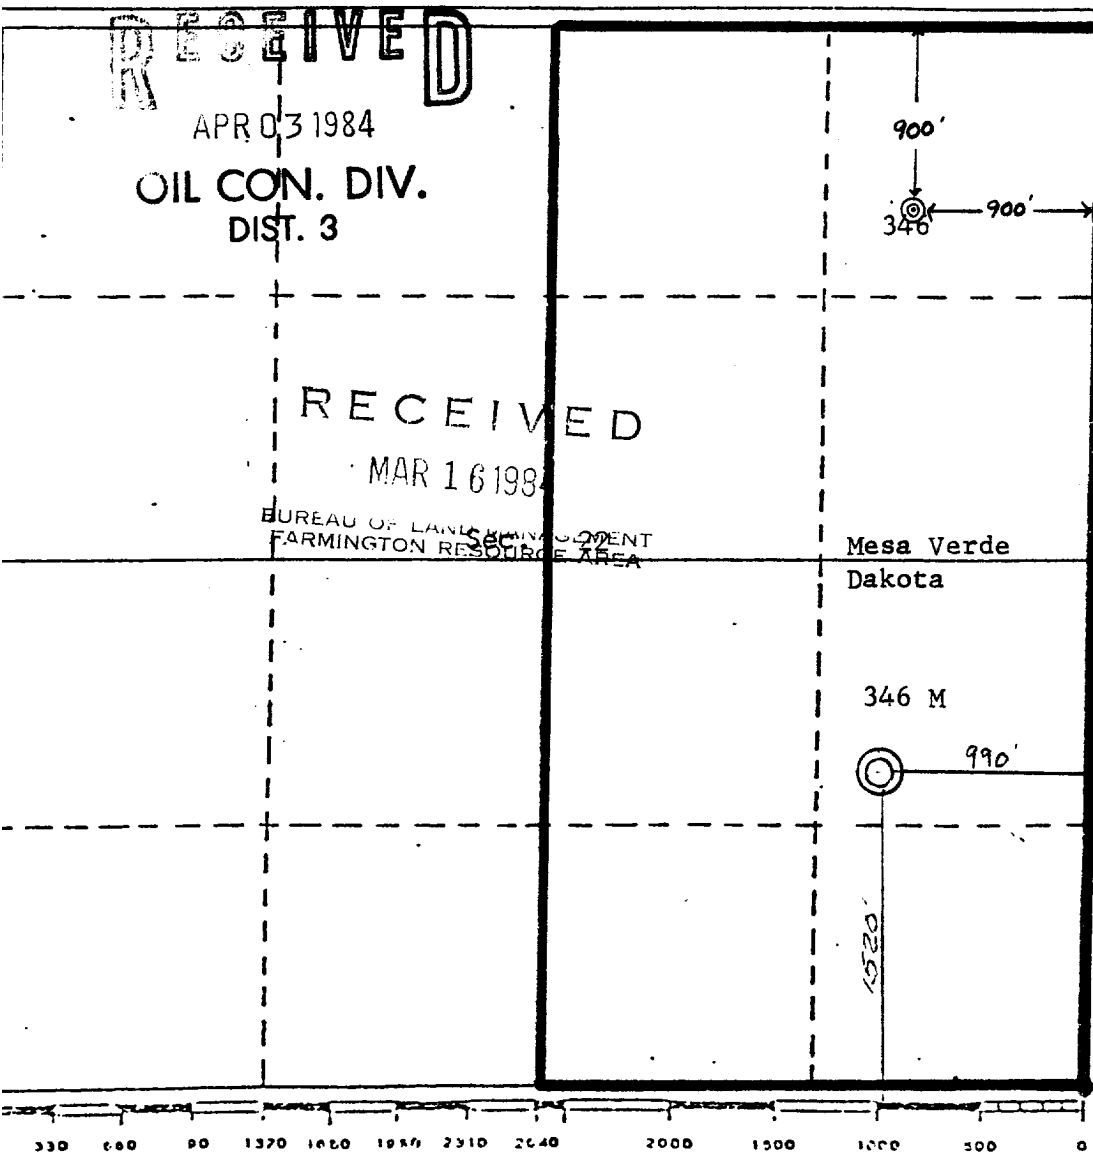 RECEIVED
APR 03 1984
OIL CON. DIV.
DIST. 3
900'
900'
346
RECEIVED
MAR 16 1984
BUREAU OF LAND MANAGEMENT
FARMINGTON RESOURCE AREA
Sec. 22
Mesa Verde
Dakota
346 M
990'
1520'
330 660 90 1320 1650 1980 2310 2640 2000 1500 1000 500 0